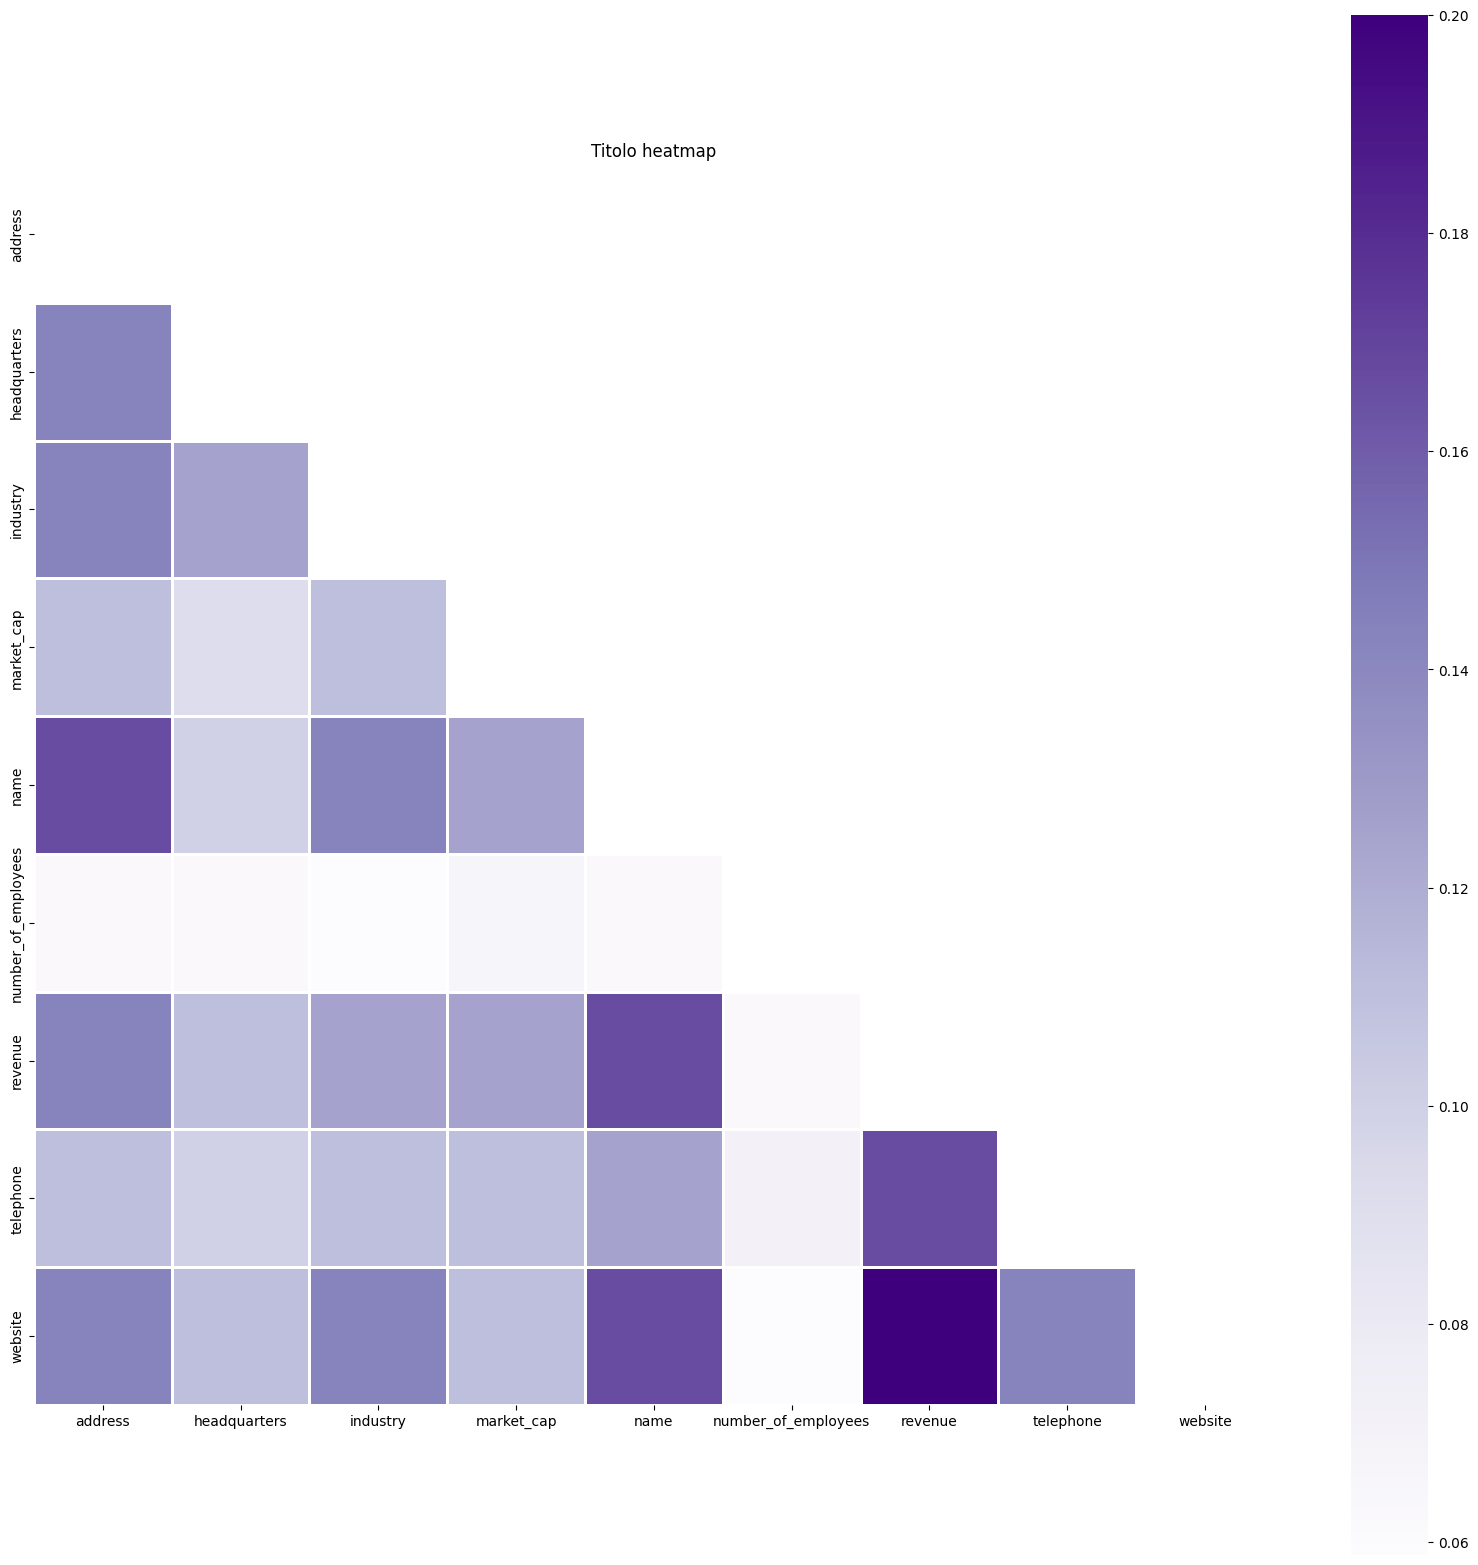 Titolo heatmap
address
headquarters
industry
market_cap
name
number_of_employees
revenue
telephone
website
address
headquarters
industry
market_cap
name
number_of_employees
revenue
telephone
website
0.20
0.18
0.16
0.14
0.12
0.10
0.08
0.06